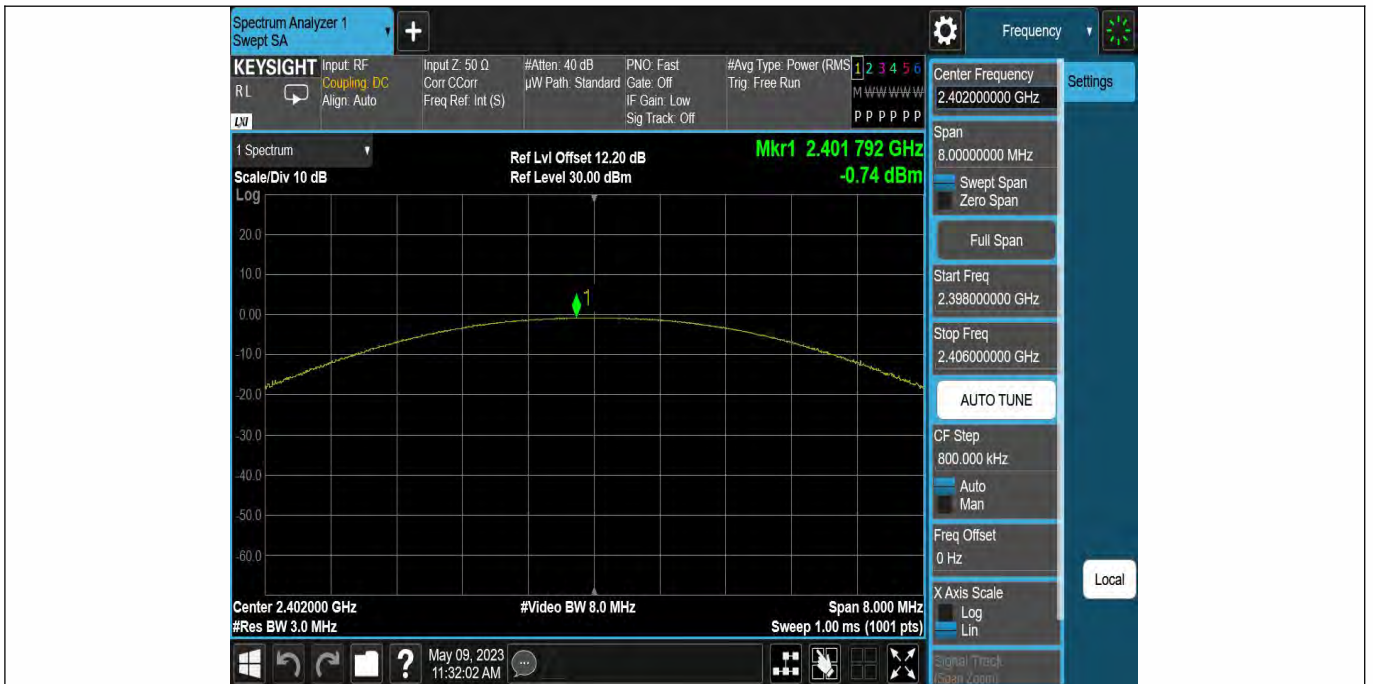 Spectrum Analyzer 1
Swept SA
+
Frequency
KEYSIGHT
RL
LXI
Input: RF
Coupling: DC
Align: Auto
Input Z: 50 Ω
Corr CCorr
Freq Ref: Int (S)
#Atten: 40 dB
µW Path: Standard
PNO: Fast
Gate: Off
IF Gain: Low
Sig Track: Off
#Avg Type: Power (RMS
Trig: Free Run
1 2 3 4 5 6
M W W W W W
P P P P P P
1 Spectrum
Scale/Div 10 dB
Ref Lvl Offset 12.20 dB
Ref Level 30.00 dBm
Mkr1 2.401 792 GHz
-0.74 dBm
Log
20.0
10.0
1
0.00
-10.0
-20.0
-30.0
-40.0
-50.0
-60.0
Center 2.402000 GHz
#Video BW 8.0 MHz
Span 8.000 MHz
#Res BW 3.0 MHz
Sweep 1.00 ms (1001 pts)
Center Frequency
2.402000000 GHz
Settings
Span
8.00000000 MHz
Swept Span
Zero Span
Full Span
Start Freq
2.398000000 GHz
Stop Freq
2.406000000 GHz
AUTO TUNE
CF Step
800.000 kHz
Auto
Man
Freq Offset
0 Hz
Local
X Axis Scale
Log
Lin
Signal Track
(Span Zoom)
?
May 09, 2023
11:32:02 AM